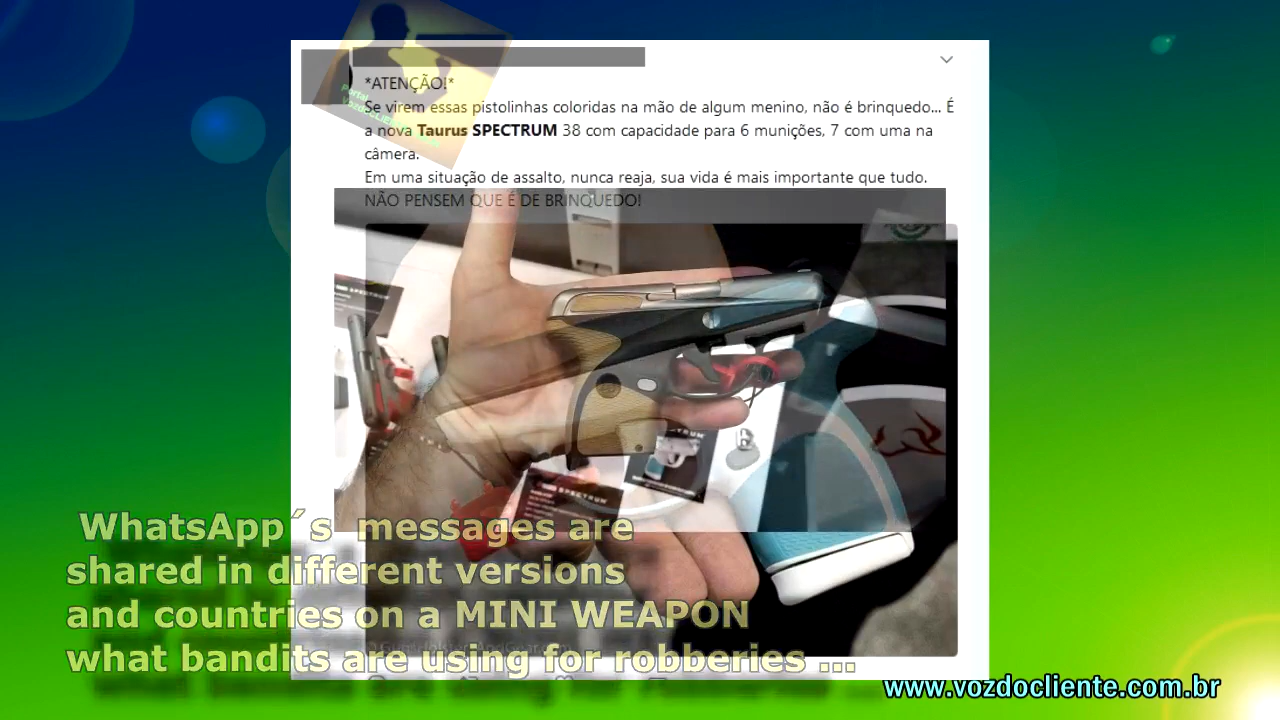 *ATENÇÃO!*
Se virem essas pistolinhas coloridas na mão de algum menino, não é brinquedo... É
a nova Taurus SPECTRUM 38 com capacidade para 6 munições, 7 com uma na
câmera.
Em uma situação de assalto, nunca reaja, sua vida é mais importante que tudo.
NÃO PENSEM QUE É DE BRINQUEDO!
Portal
SPECTRUM
SPECTRUM
WhatsApp´s messages are
shared in different versions
and countries on a MINI WEAPON
what bandits are using for robberies ...
www.vozdocliente.com.br